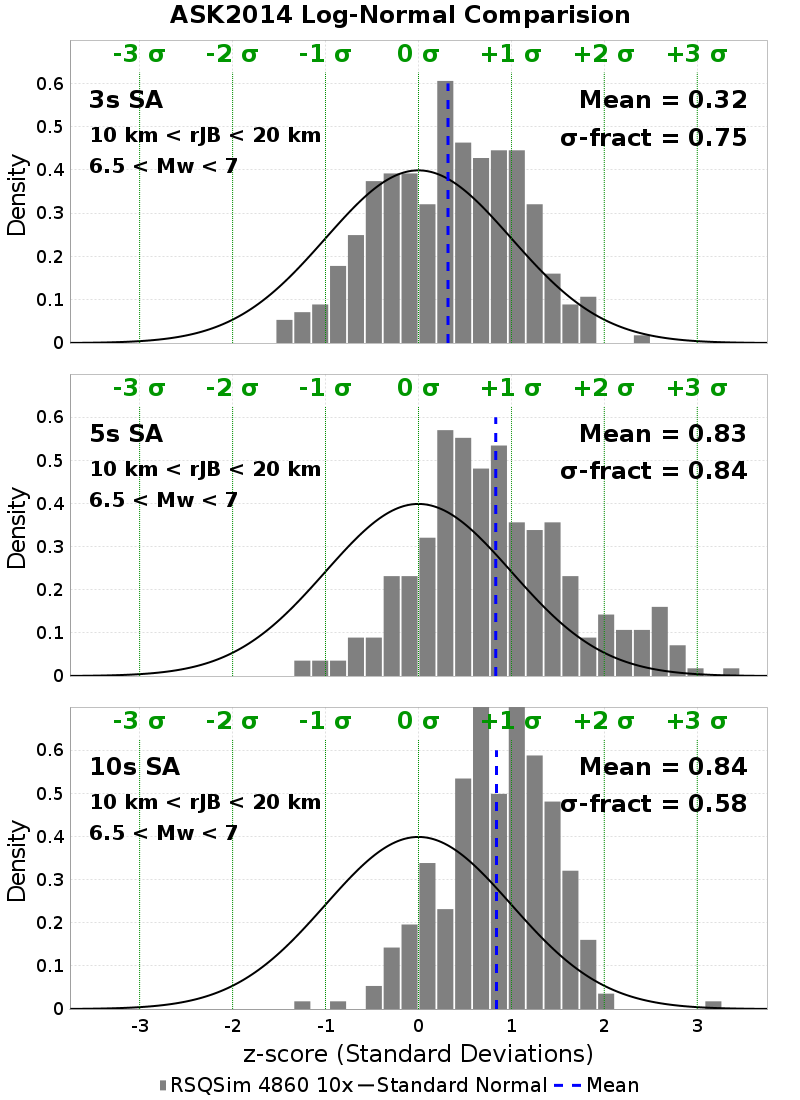 ASK2014 Log-Normal Comparision
-3 σ -2 σ -1 σ 0 σ +1 σ +2 σ +3 σ
3s SA
Mean = 0.32
10 km < rJB < 20 km
σ-fract = 0.75
6.5 < Mw < 7
Density
0.6
0.5
0.4
0.3
0.2
0.1
0
-3 σ -2 σ -1 σ 0 σ +1 σ +2 σ +3 σ
5s SA
Mean = 0.83
10 km < rJB < 20 km
σ-fract = 0.84
6.5 < Mw < 7
Density
0.6
0.5
0.4
0.3
0.2
0.1
0
-3 σ -2 σ -1 σ 0 σ +1 σ +2 σ +3 σ
10s SA
Mean = 0.84
10 km < rJB < 20 km
σ-fract = 0.58
6.5 < Mw < 7
Density
0.6
0.5
0.4
0.3
0.2
0.1
0
-3 -2 -1 0 1 2 3
z-score (Standard Deviations)
RSQSim 4860 10x Standard Normal Mean